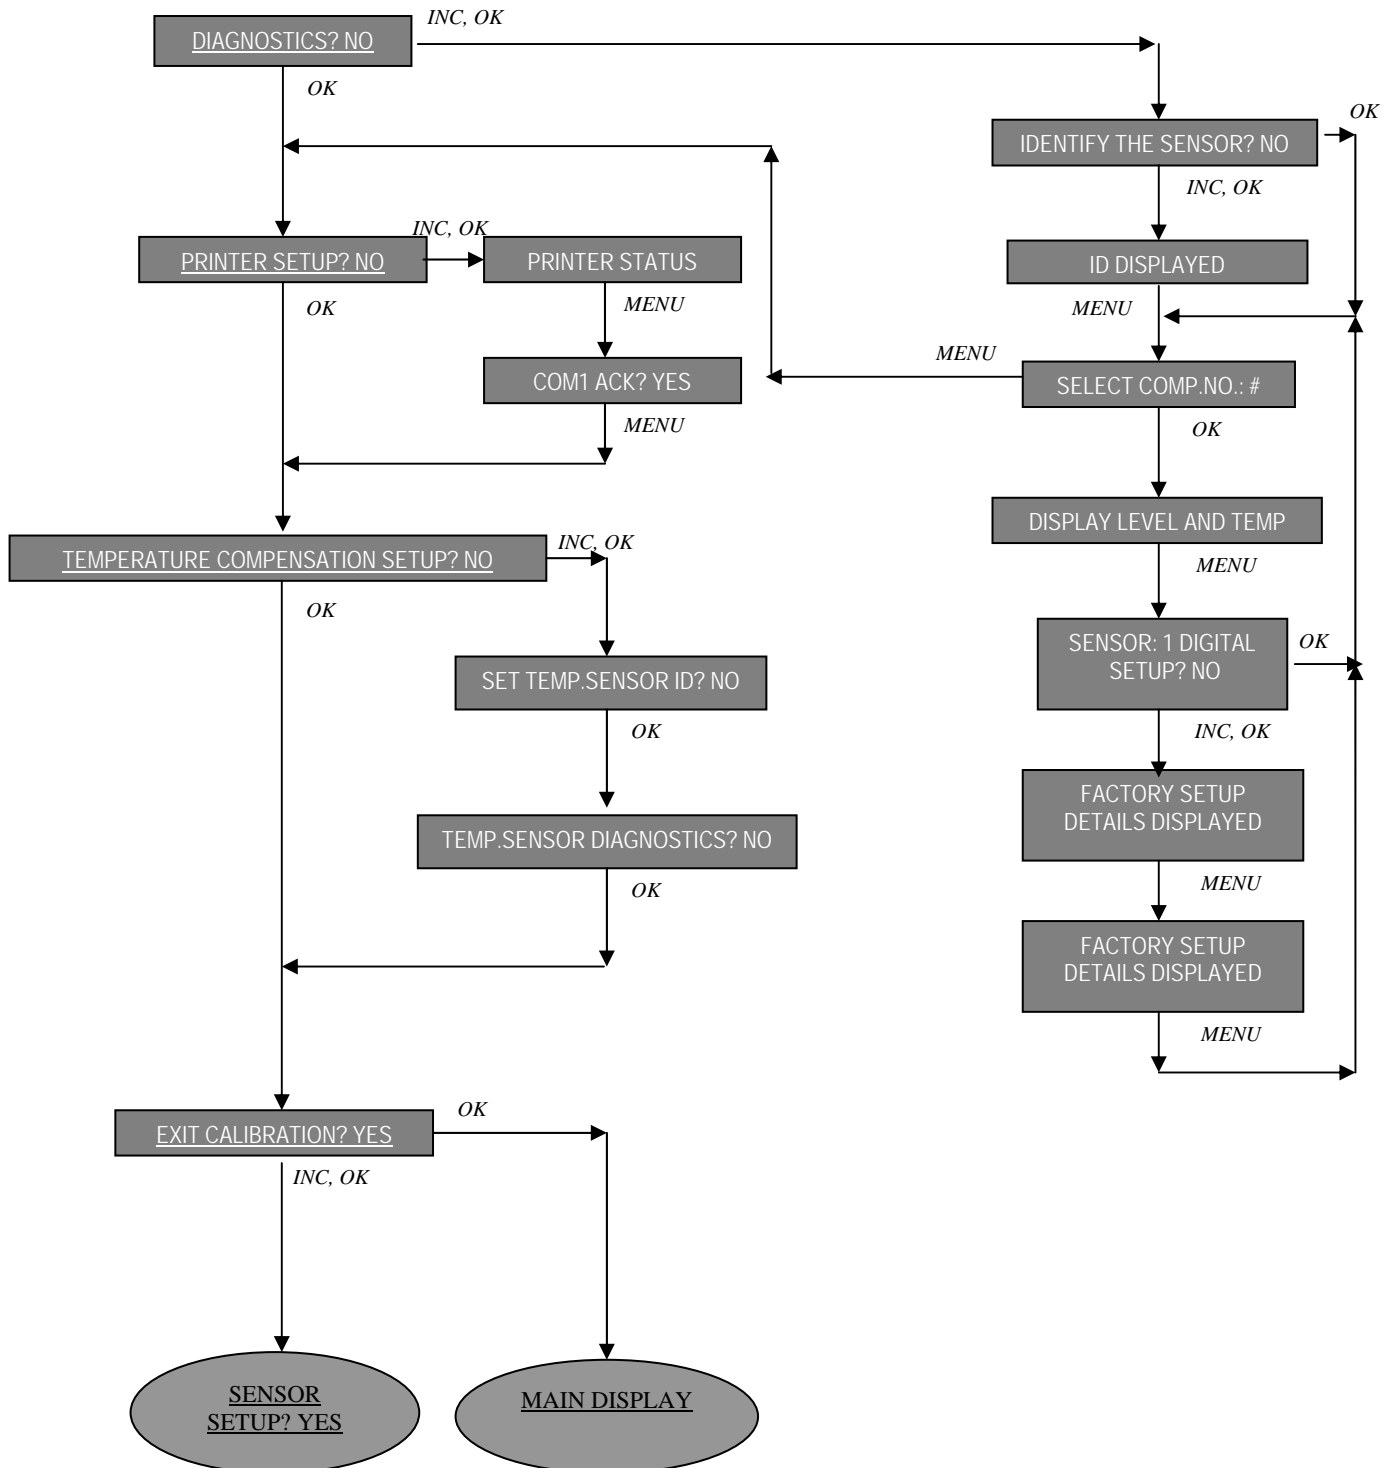 INC, OK
DIAGNOSTICS? NO
OK
OK
IDENTIFY THE SENSOR? NO
INC, OK
INC, OK
PRINTER SETUP? NO
PRINTER STATUS
ID DISPLAYED
OK
MENU
MENU
MENU
COM1 ACK? YES
SELECT COMP.NO.: #
MENU
OK
DISPLAY LEVEL AND TEMP
INC, OK
TEMPERATURE COMPENSATION SETUP? NO
MENU
OK
SENSOR: 1 DIGITAL
SETUP? NO
OK
SET TEMP.SENSOR ID? NO
OK
INC, OK
FACTORY SETUP
DETAILS DISPLAYED
TEMP.SENSOR DIAGNOSTICS? NO
OK
MENU
FACTORY SETUP
DETAILS DISPLAYED
MENU
OK
EXIT CALIBRATION? YES
INC, OK
SENSOR
SETUP? YES
MAIN DISPLAY